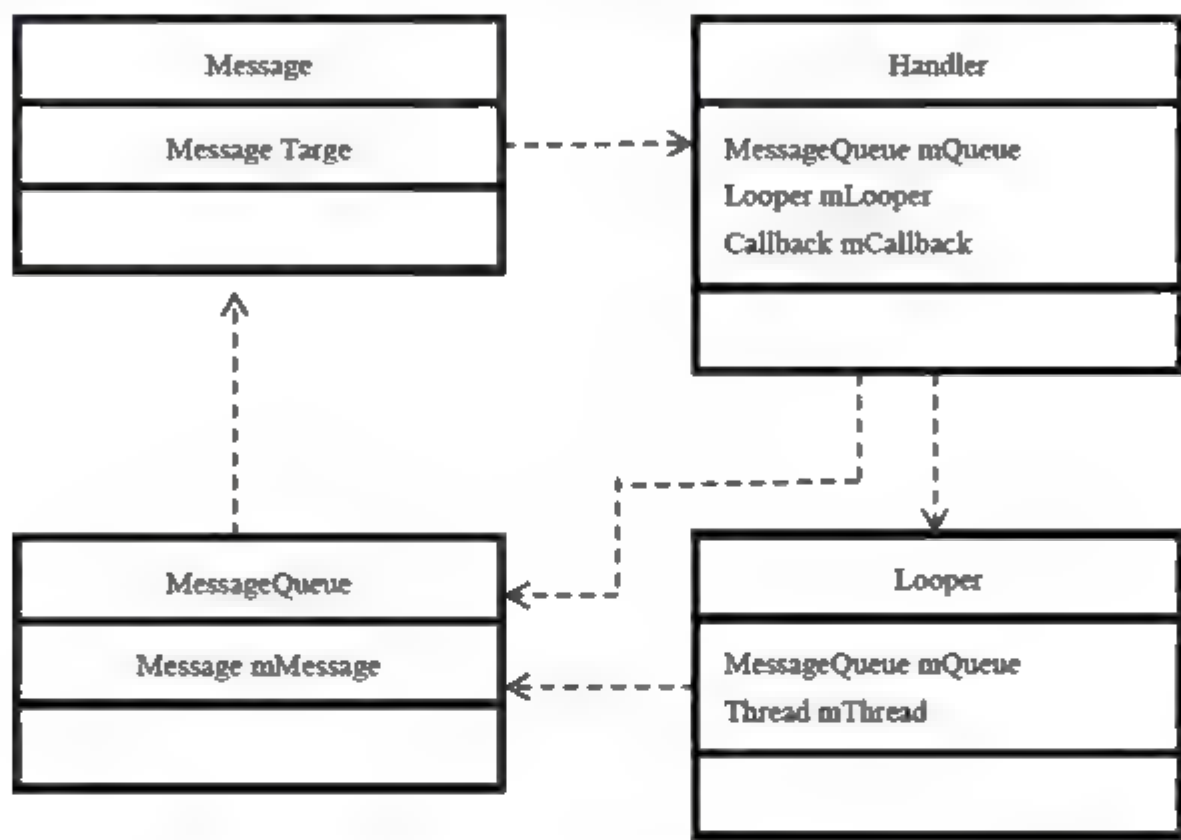 Message
Message Targe
Handler
MessageQueue mQueue
Looper mLooper
Callback mCallback
MessageQueue
Message mMessage
Looper
MessageQueue mQueue
Thread mThread